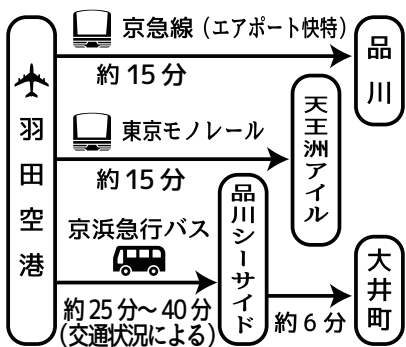 羽田空港
京急線（エアポート快特）
約15分
品川
東京モノレール
約15分
天王洲アイル
京浜急行バス
約25分～40分
（交通状況による）
品川シーサイド
約6分
大井町